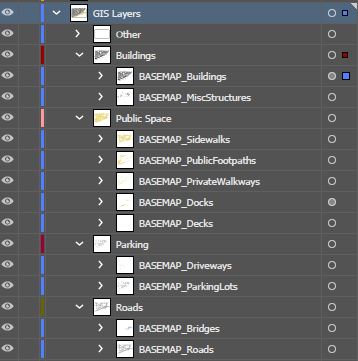 GIS Layers
Other
Buildings
BASEMAP_Buildings
BASEMAP_MiscStructures
Public Space
BASEMAP_Sidewalks
BASEMAP_PublicFootpaths
BASEMAP_PrivateWalkways
BASEMAP_Docks
BASEMAP_Decks
Parking
BASEMAP_Driveways
BASEMAP_ParkingLots
Roads
BASEMAP_Bridges
BASEMAP_Roads